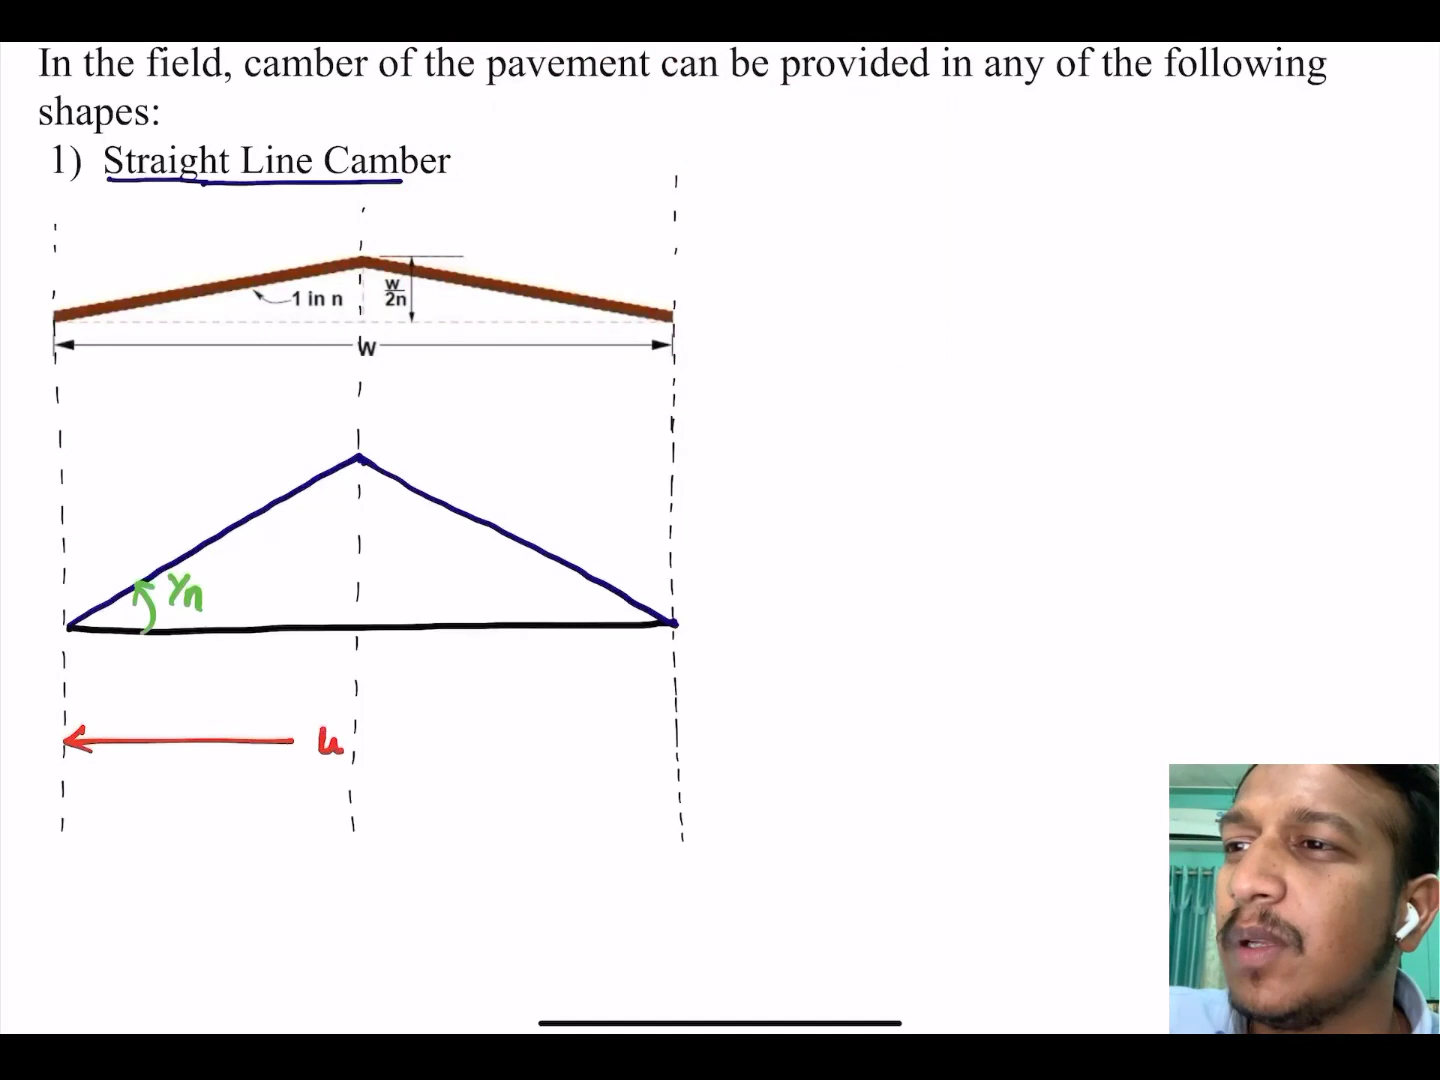 In the field, camber of the pavement can be provided in any of the following
shapes:
1) Straight Line Camber
1 in n
w
2n
W
1/n